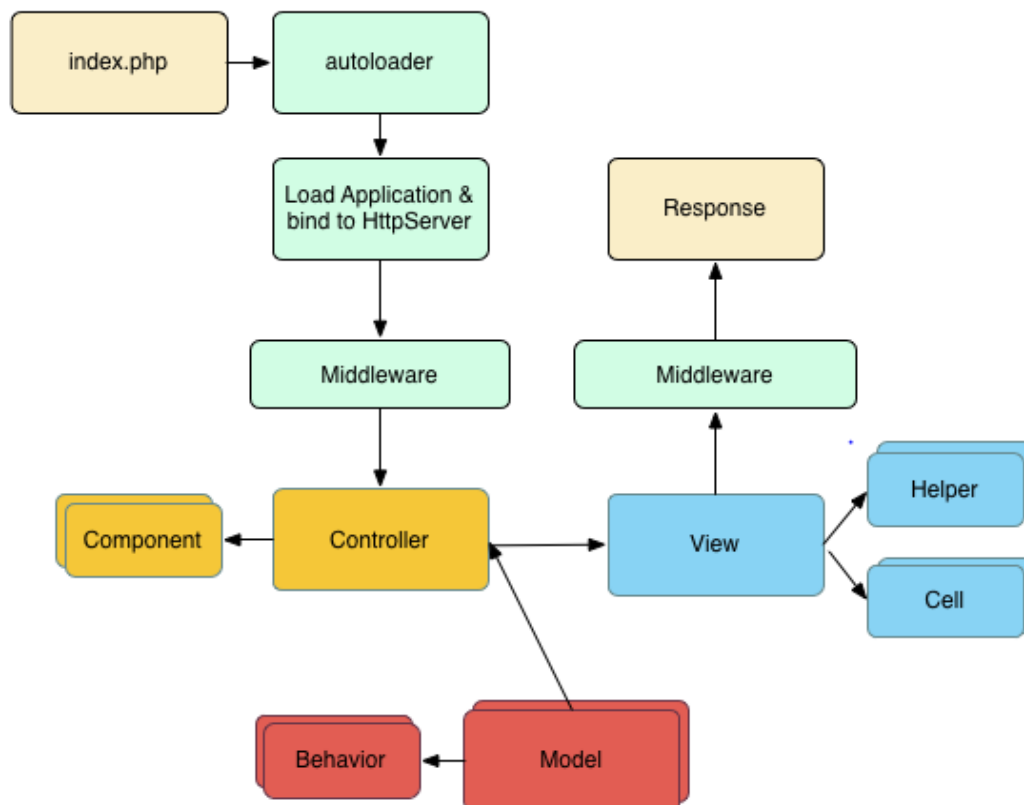 index.php
autoloader
Load Application &
bind to HttpServer
Response
Middleware
Middleware
Helper
Component
Controller
View
Cell
Behavior
Model